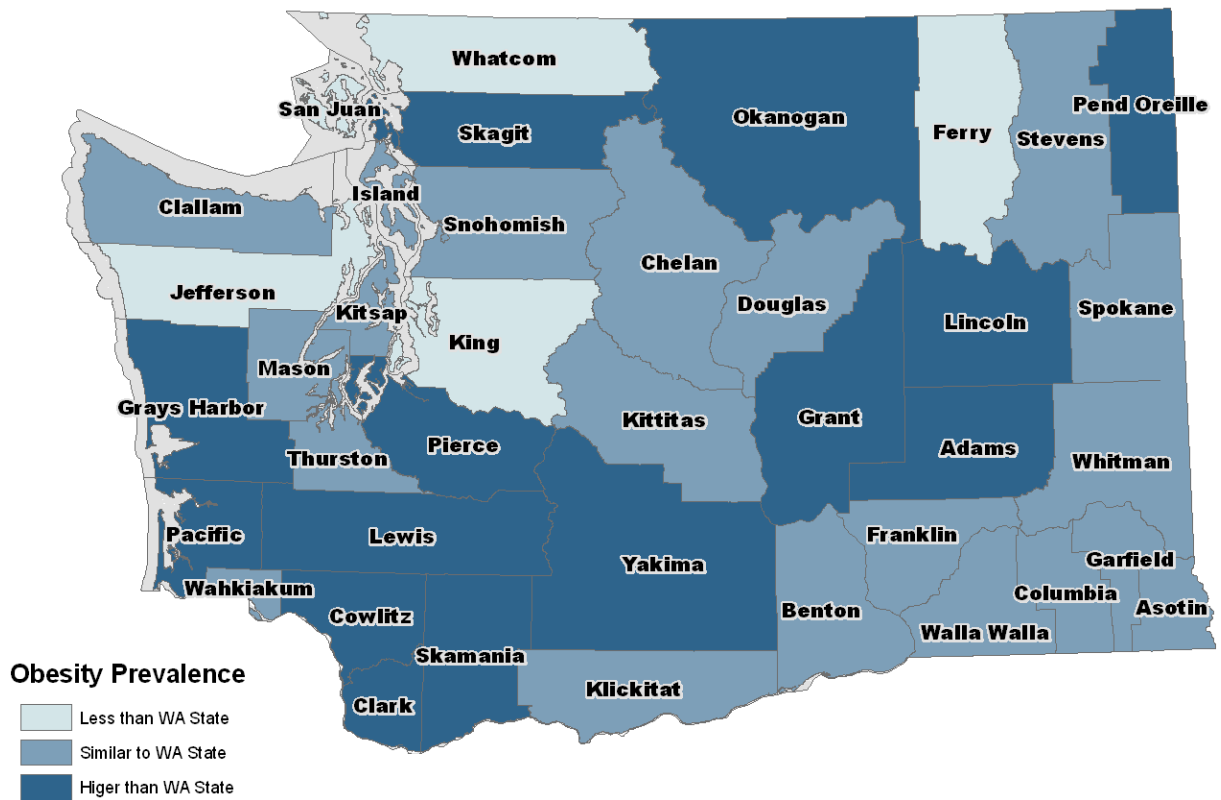 Whatcom
San Juan
Skagit
Okanogan
Ferry
Pend Oreille
Stevens
Island
Clallam
Snohomish
Chelan
Jefferson
Douglas
Kitsap
Spokane
Lincoln
King
Mason
Grays Harbor
Kittitas
Grant
Pierce
Adams
Thurston
Whitman
Pacific
Lewis
Franklin
Yakima
Garfield
Wahkiakum
Columbia
Cowlitz
Benton
Asotin
Walla Walla
Skamania
Klickitat
Clark
Obesity Prevalence
Less than WA State
Similar to WA State
Higer than WA State